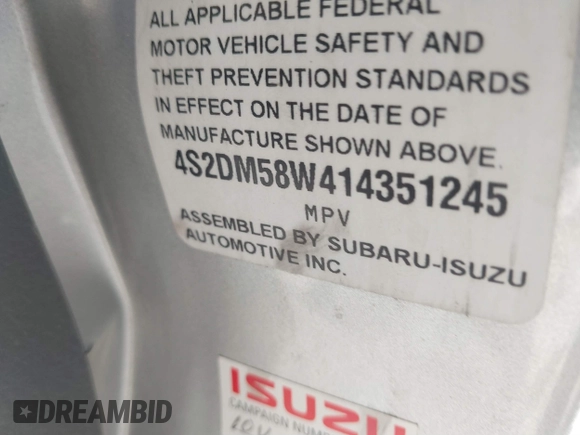 ALL APPLICABLE FEDERAL
MOTOR VEHICLE SAFETY AND
THEFT PREVENTION STANDARDS
IN EFFECT ON THE DATE OF
MANUFACTURE SHOWN ABOVE.
4S2DM58W414351245
MPV
ASSEMBLED BY SUBARU-ISUZU
AUTOMOTIVE INC.
ISUZU
CAMPAIGN NUM
DREAMBID